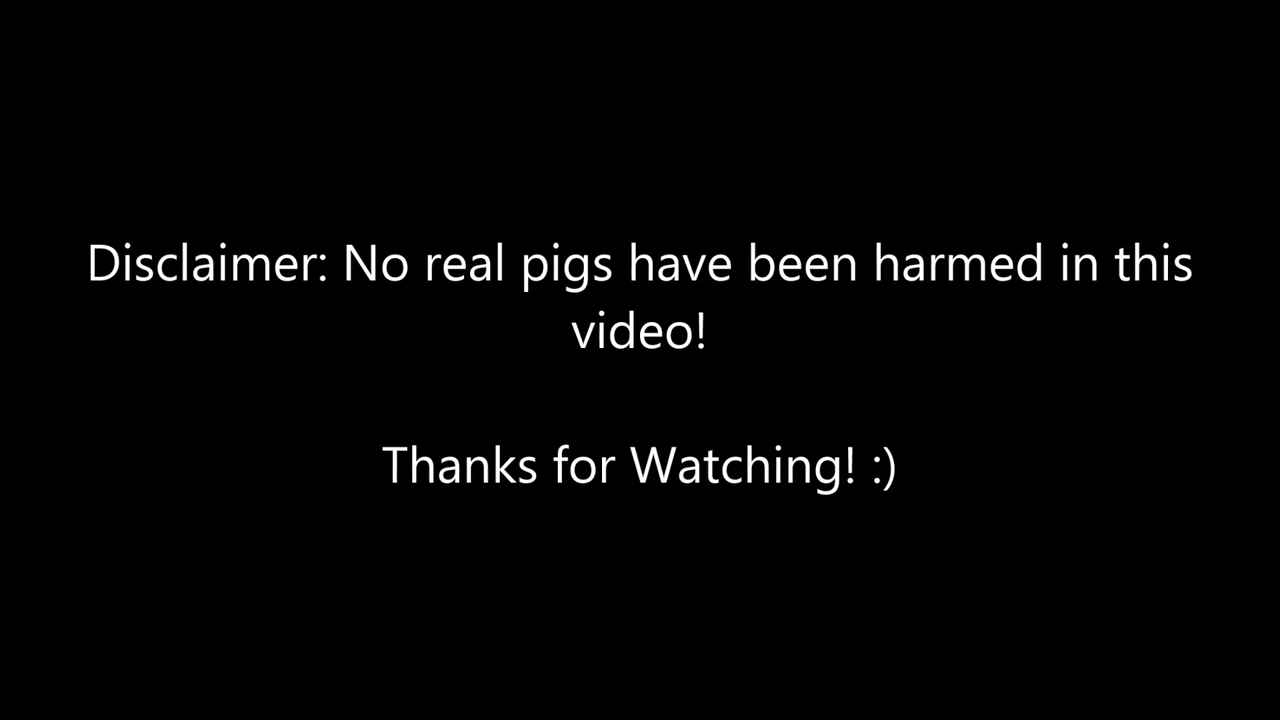 Disclaimer: No real pigs have been harmed in this
video!
Thanks for Watching! :)